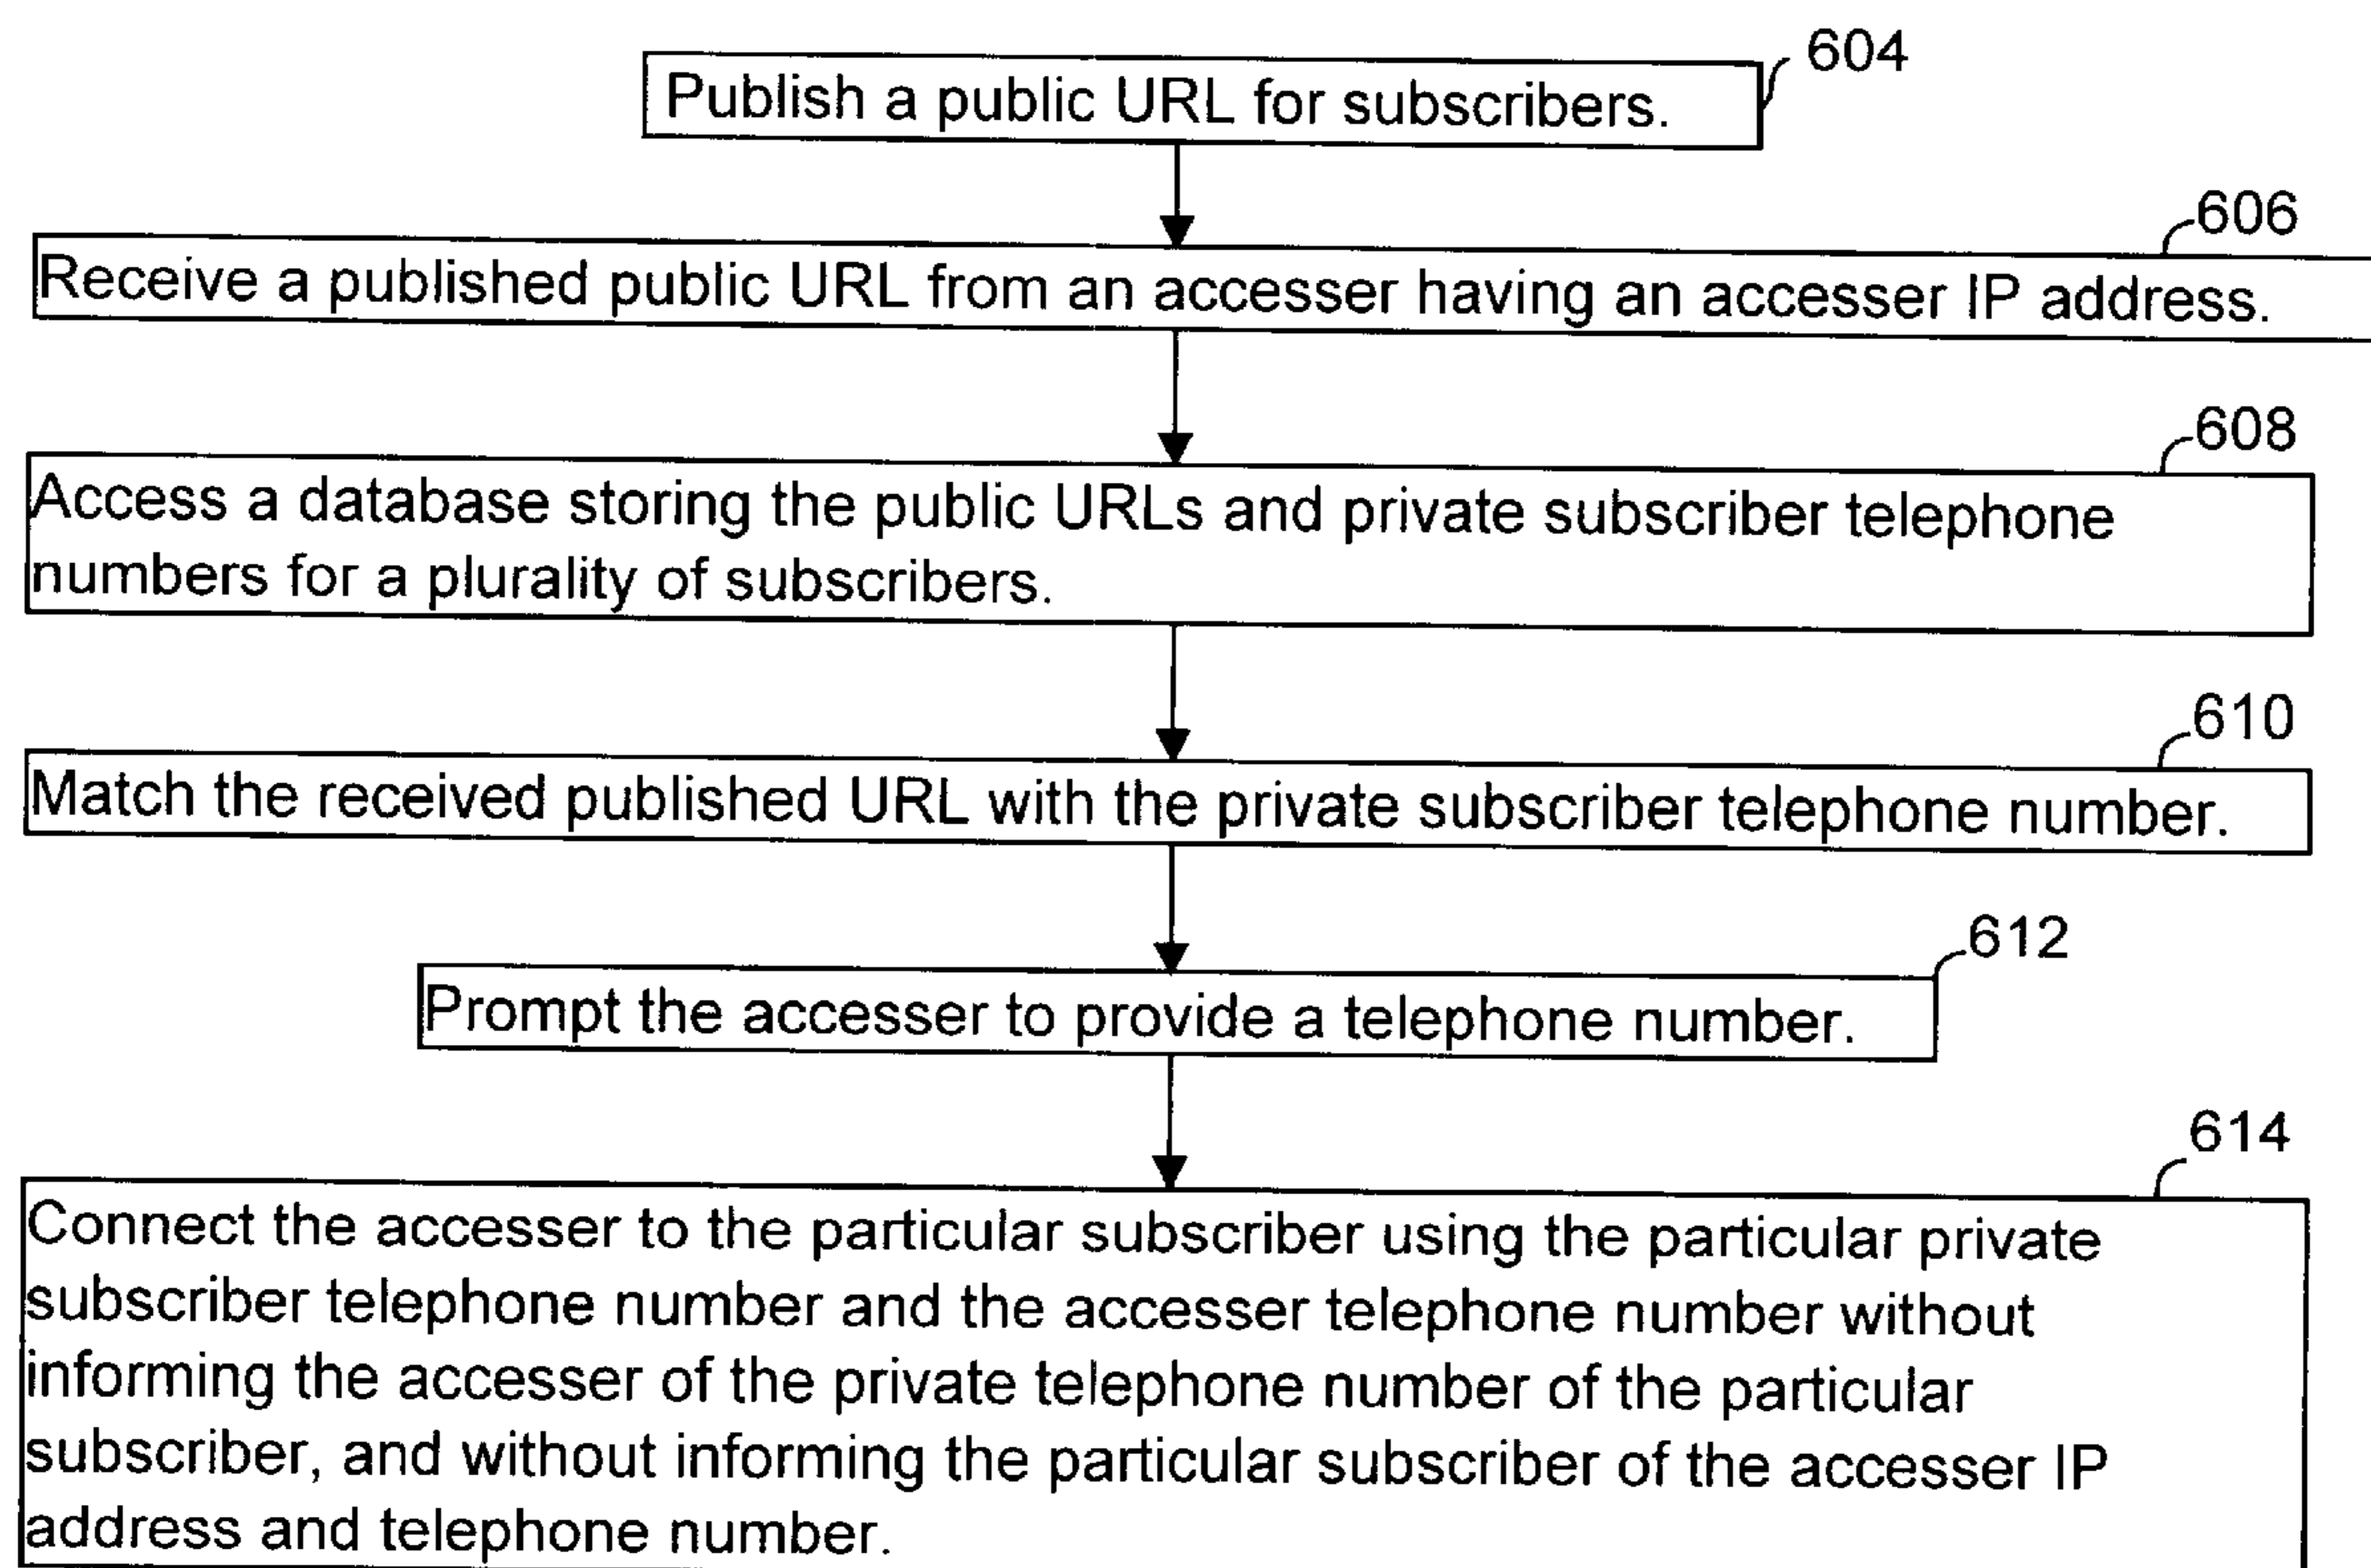 604
Publish a public URL for subscribers.
606
Receive a published public URL from an accesser having an accesser IP address.
608
Access a database storing the public URLs and private subscriber telephone
numbers for a plurality of subscribers.
610
Match the received published URL with the private subscriber telephone number.
612
Prompt the accesser to provide a telephone number.
614
Connect the accesser to the particular subscriber using the particular private
subscriber telephone number and the accesser telephone number without
informing the accesser of the private telephone number of the particular
subscriber, and without informing the particular subscriber of the accesser IP
address and telephone number.